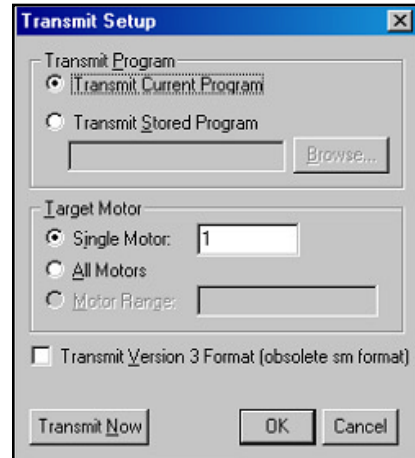 Transmit Setup
Transmit Program
Transmit Current Program
Transmit Stored Program
Browse...
Target Motor
Single Motor: 1
All Motors
Motor Range:
Transmit Version 3 Format (obsolete sm format)
Transmit Now OK Cancel